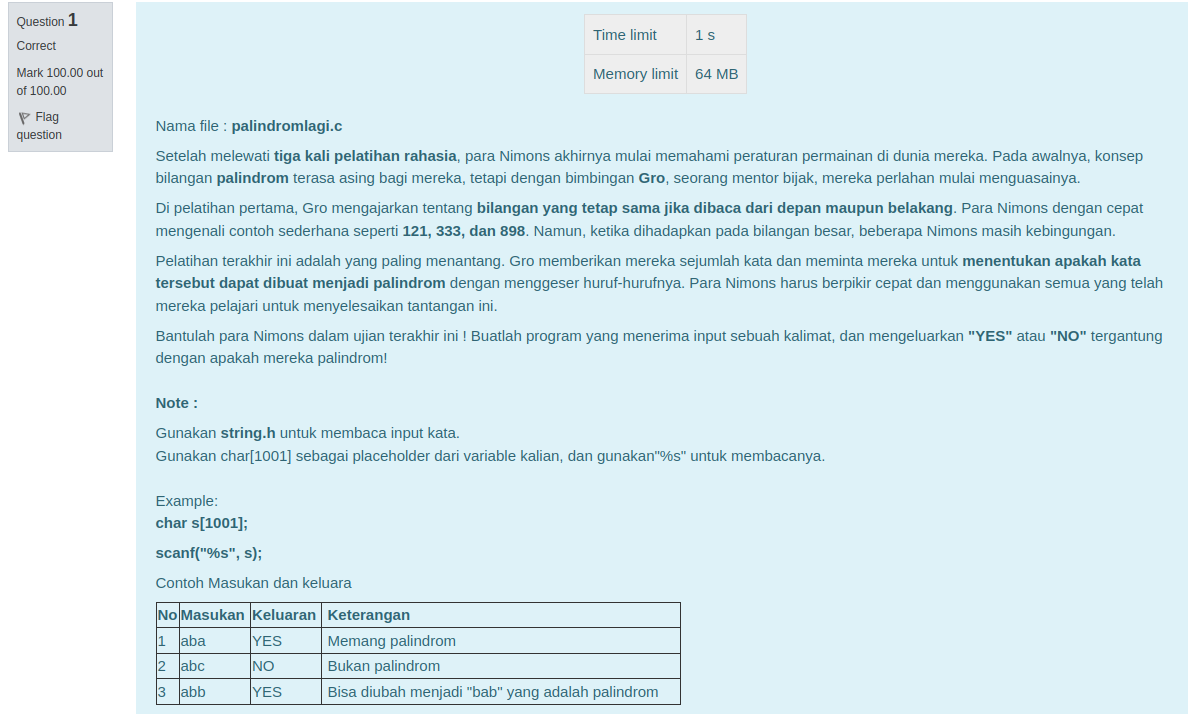 Question 1
Correct
Mark 100.00 out
of 100.00
Flag
question
Time limit 1 s
Memory limit 64 MB
Nama file : palindromlagi.c
Setelah melewati tiga kali pelatihan rahasia, para Nimons akhirnya mulai memahami peraturan permainan di dunia mereka. Pada awalnya, konsep
bilangan palindrom terasa asing bagi mereka, tetapi dengan bimbingan Gro, seorang mentor bijak, mereka perlahan mulai menguasainya.
Di pelatihan pertama, Gro mengajarkan tentang bilangan yang tetap sama jika dibaca dari depan maupun belakang. Para Nimons dengan cepat
mengenali contoh sederhana seperti 121, 333, dan 898. Namun, ketika dihadapkan pada bilangan besar, beberapa Nimons masih kebingungan.
Pelatihan terakhir ini adalah yang paling menantang. Gro memberikan mereka sejumlah kata dan meminta mereka untuk menentukan apakah kata
tersebut dapat dibuat menjadi palindrom dengan menggeser huruf-hurufnya. Para Nimons harus berpikir cepat dan menggunakan semua yang telah
mereka pelajari untuk menyelesaikan tantangan ini.
Bantulah para Nimons dalam ujian terakhir ini ! Buatlah program yang menerima input sebuah kalimat, dan mengeluarkan "YES" atau "NO" tergantung
dengan apakah mereka palindrom!
Note :
Gunakan string.h untuk membaca input kata.
Gunakan char[1001] sebagai placeholder dari variable kalian, dan gunakan"%s" untuk membacanya.
Example:
char s[1001];
scanf("%s", s);
Contoh Masukan dan keluara
No Masukan Keluaran Keterangan
1 aba YES Memang palindrom
2 abc NO Bukan palindrom
3 abb YES Bisa diubah menjadi "bab" yang adalah palindrom